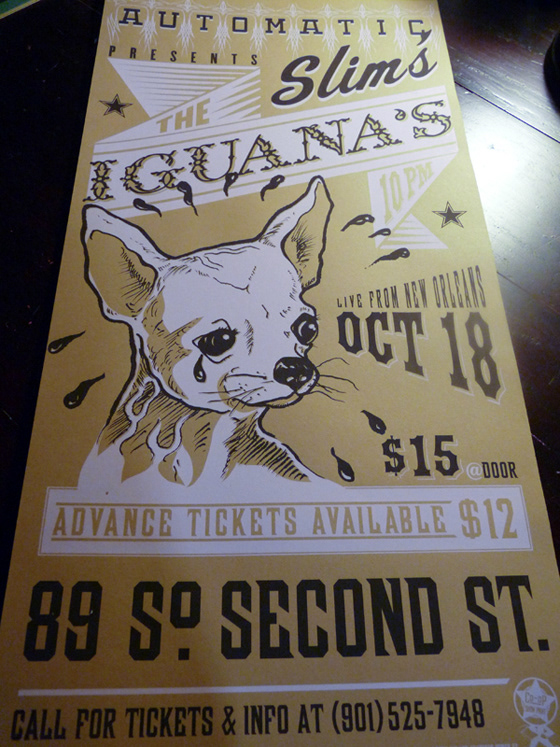 AUTOMATIC
PRESENTS
Slim's
THE
IGUANA'S
10 PM
LIVE FROM NEW ORLEANS
OCT 18
$15 @DOOR
ADVANCE TICKETS AVAILABLE $12
89 So. SECOND ST.
CALL FOR TICKETS & INFO AT (901) 525-7948